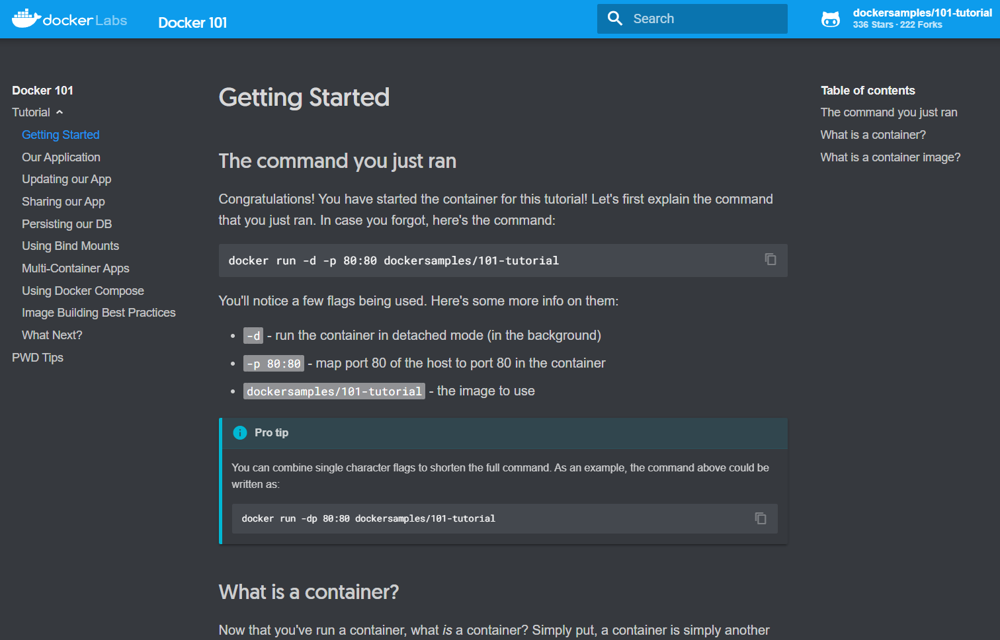 docker Labs
Docker 101
Search
dockersamples/101-tutorial
336 Stars · 222 Forks
Docker 101
Tutorial
Getting Started
Our Application
Updating our App
Sharing our App
Persisting our DB
Using Bind Mounts
Multi-Container Apps
Using Docker Compose
Image Building Best Practices
What Next?
PWD Tips
Getting Started
The command you just ran
Congratulations! You have started the container for this tutorial! Let's first explain the command
that you just ran. In case you forgot, here's the command:
docker run -d -p 80:80 dockersamples/101-tutorial
You'll notice a few flags being used. Here's some more info on them:
• -d - run the container in detached mode (in the background)
• -p 80:80 - map port 80 of the host to port 80 in the container
• dockersamples/101-tutorial - the image to use
Pro tip
You can combine single character flags to shorten the full command. As an example, the command above could be
written as:
docker run -dp 80:80 dockersamples/101-tutorial
What is a container?
Now that you've run a container, what is a container? Simply put, a container is simply another
Table of contents
The command you just ran
What is a container?
What is a container image?